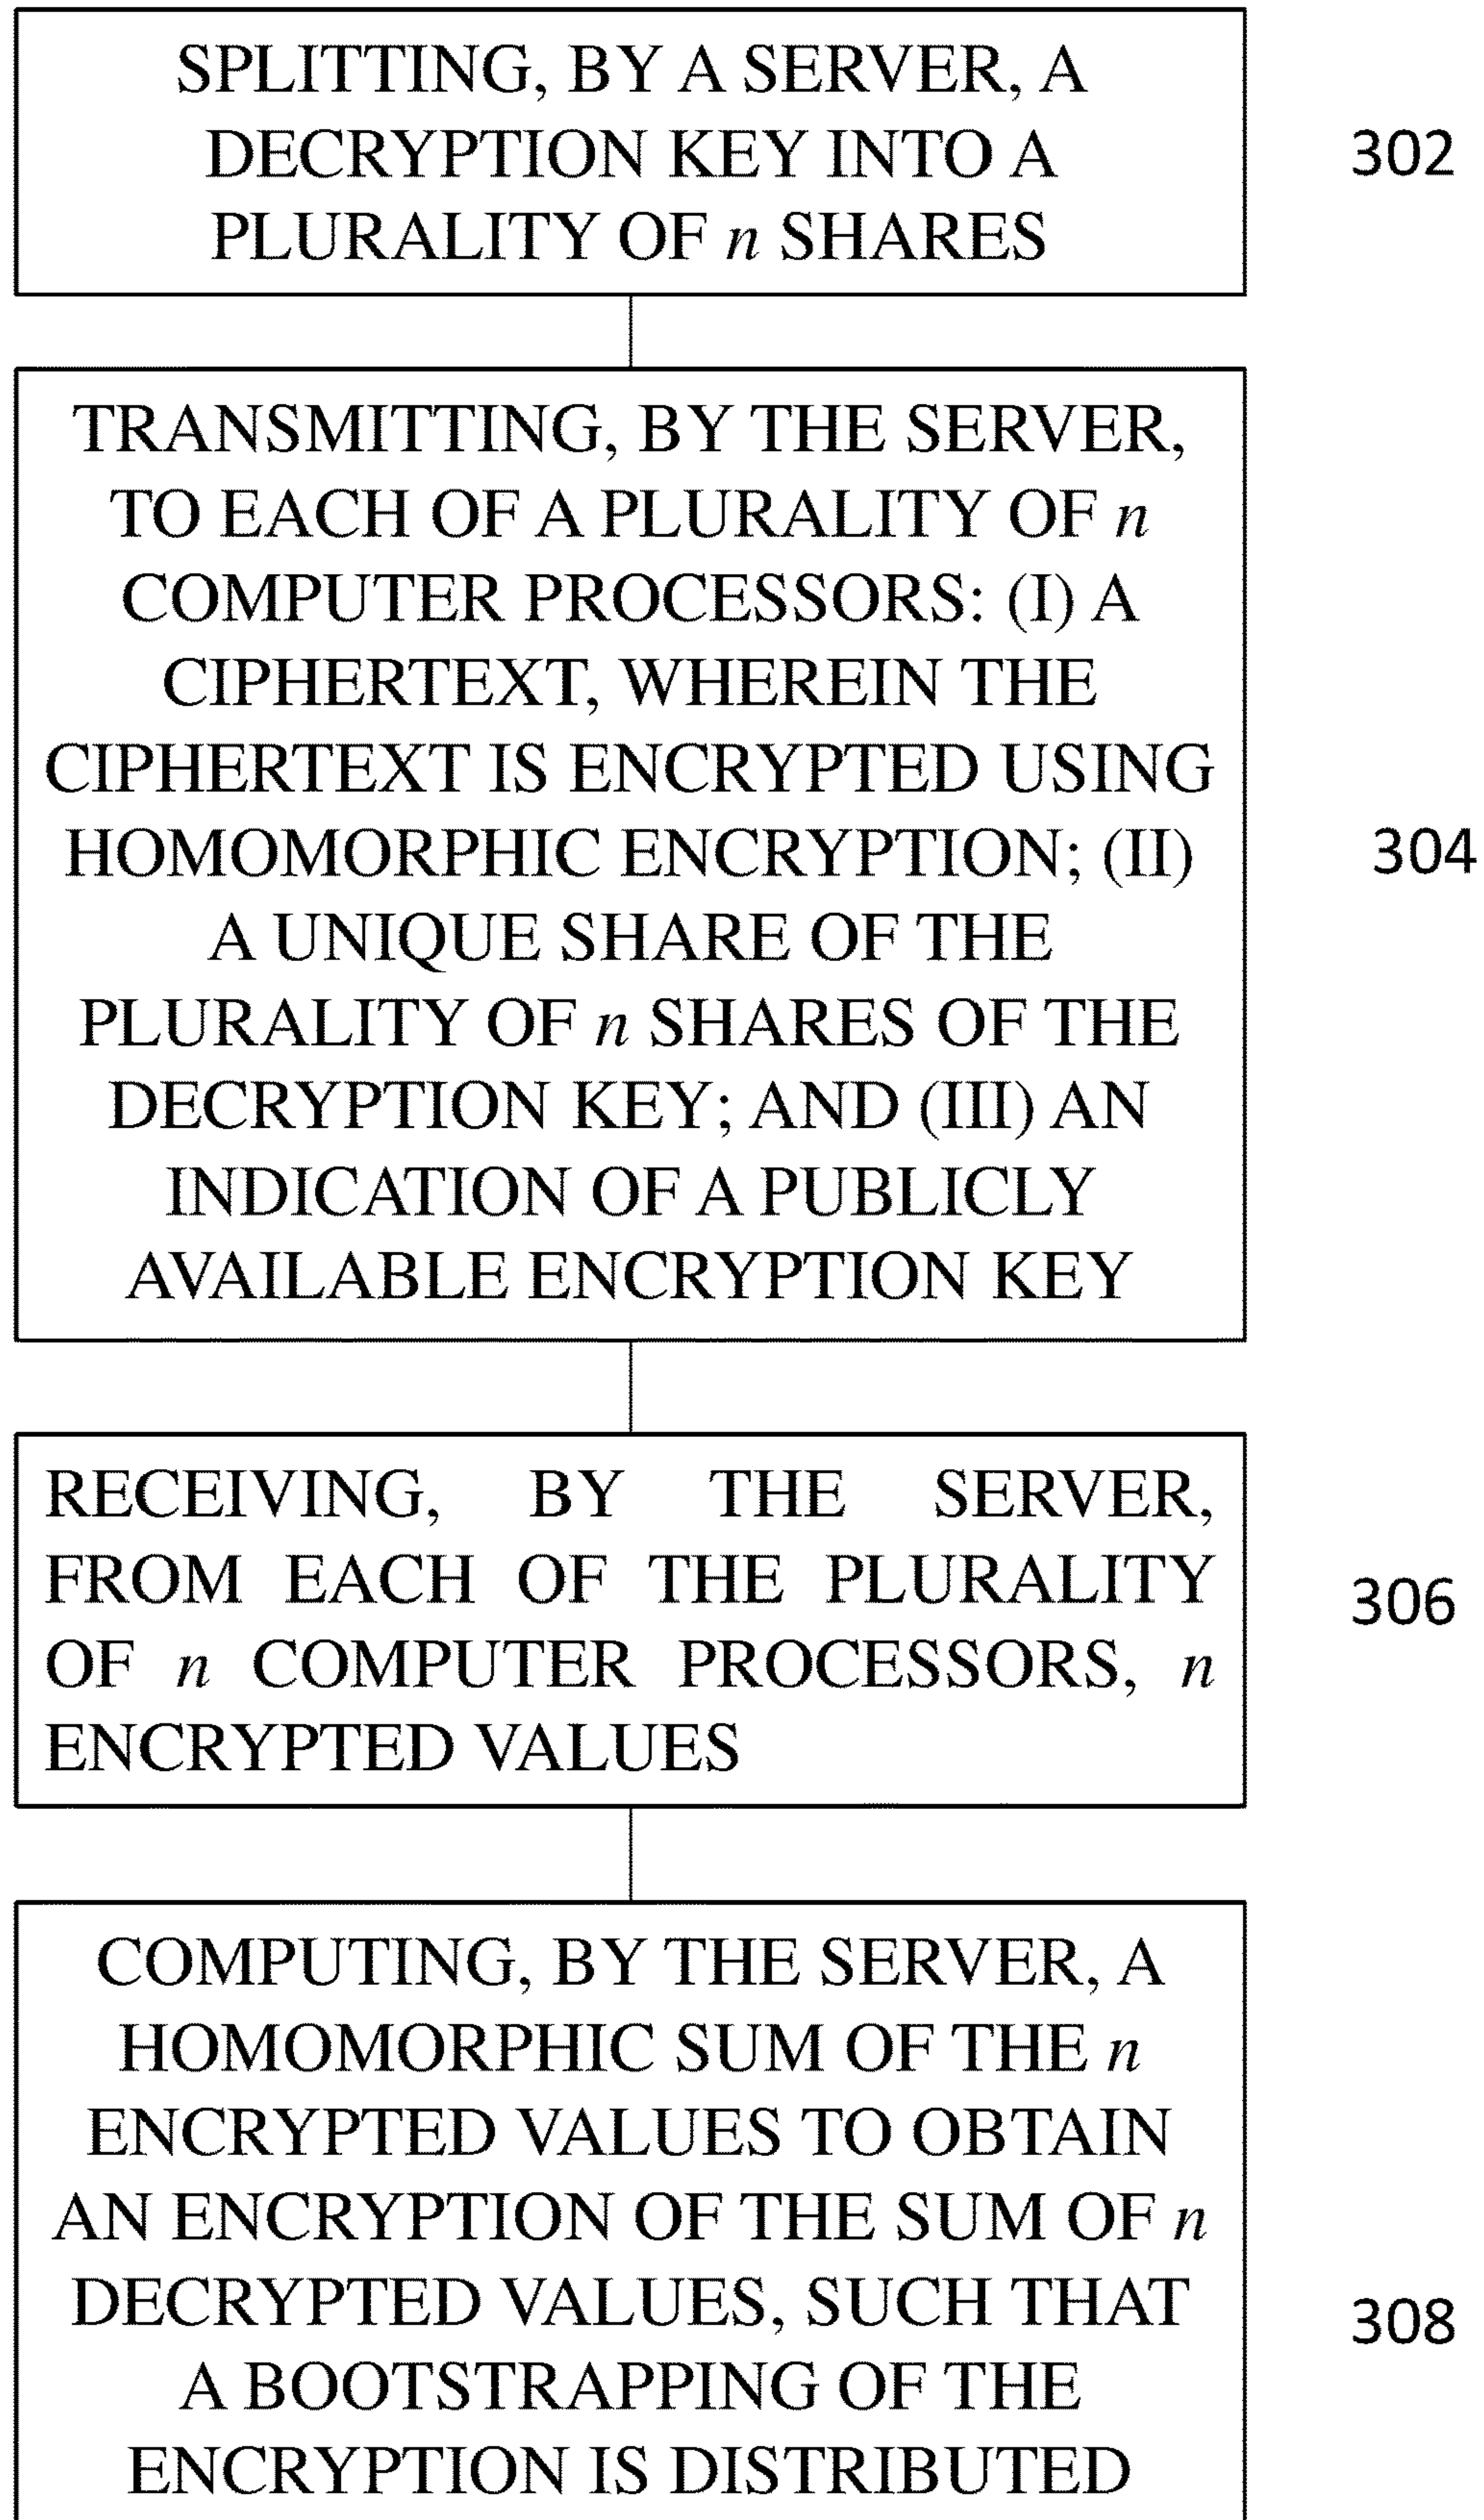 SPLITTING, BY A SERVER, A
DECRYPTION KEY INTO A
PLURALITY OF n SHARES
302
TRANSMITTING, BY THE SERVER,
TO EACH OF A PLURALITY OF n
COMPUTER PROCESSORS: (I) A
CIPHERTEXT, WHEREIN THE
CIPHERTEXT IS ENCRYPTED USING
HOMOMORPHIC ENCRYPTION; (II)
A UNIQUE SHARE OF THE
PLURALITY OF n SHARES OF THE
DECRYPTION KEY; AND (III) AN
INDICATION OF A PUBLICLY
AVAILABLE ENCRYPTION KEY
304
RECEIVING, BY THE SERVER,
FROM EACH OF THE PLURALITY
OF n COMPUTER PROCESSORS, n
ENCRYPTED VALUES
306
COMPUTING, BY THE SERVER, A
HOMOMORPHIC SUM OF THE n
ENCRYPTED VALUES TO OBTAIN
AN ENCRYPTION OF THE SUM OF n
DECRYPTED VALUES, SUCH THAT
A BOOTSTRAPPING OF THE
ENCRYPTION IS DISTRIBUTED
308